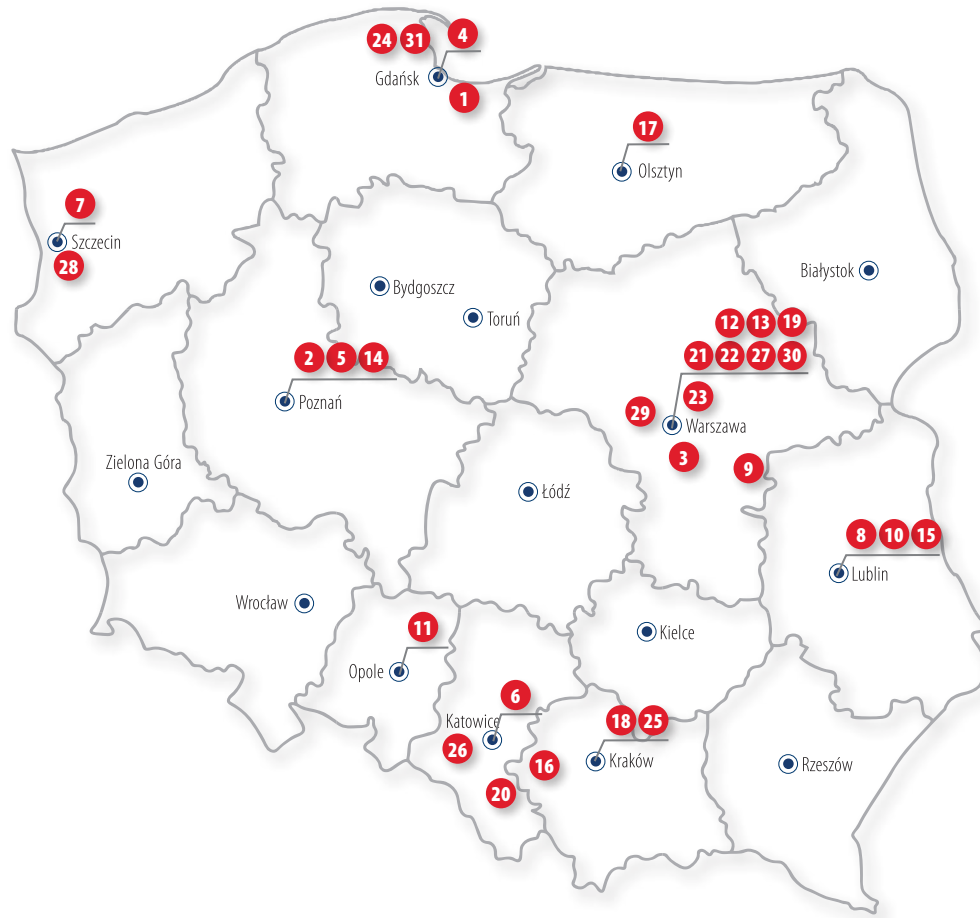 24 31 4
Gdańsk
1
17
Olsztyn
7
Szczecin
28
Białystok
Bydgoszcz
Toruń
12 13 19
21 22 27 30
2 5 14
23
Poznań
29
Warszawa
3
9
Zielona Góra
Łódź
8 10 15
Lublin
Wrocław
11
Kielce
Opole
6
Katowice
18 25
26
16
Kraków
Rzeszów
20